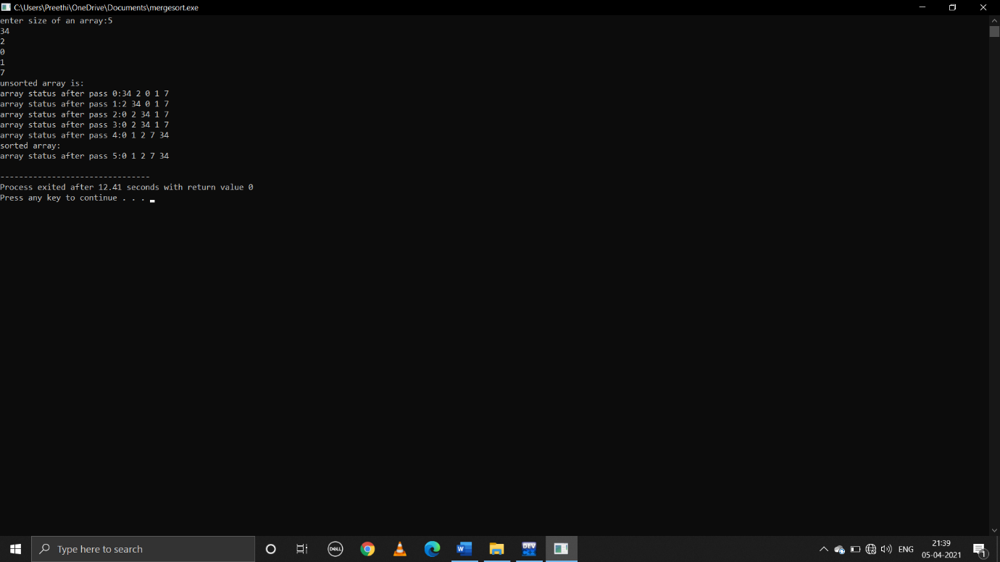 C:\Users\Preethi\OneDrive\Documents\mergesort.exe
enter size of an array:5
34
2
0
1
7
unsorted array is:
array status after pass 0:34 2 0 1 7
array status after pass 1:2 34 0 1 7
array status after pass 2:0 2 34 1 7
array status after pass 3:0 2 34 1 7
array status after pass 4:0 1 2 7 34
sorted array:
array status after pass 5:0 1 2 7 34
--------------------------------
Process exited after 12.41 seconds with return value 0
Press any key to continue . . .
Type here to search
DELL
W
DEV
C++
ENG
21:39
05-04-2021
1